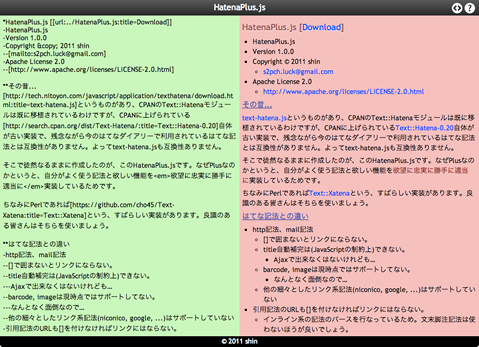 HatenaPlus.js
*HatenaPlus.js [[url:../HatenaPlus.js:title=Download]]
-HatenaPlus.js
-Version 1.0.0
-Copyright &copy; 2011 shin
--[mailto:s2pch.luck@gmail.com]
-Apache License 2.0
--[http://www.apache.org/licenses/LICENSE-2.0.html]
**その昔...
[http://tech.nitoyon.com/javascript/application/texthatena/download.ht
ml:title=text-hatena.js]というものがあり、CPANのText::Hatenaモジュー
ルは既に移植されているわけですが、CPANに上げられている
[http://search.cpan.org/dist/Text-Hatena/:title=Text::Hatena-0.20]自体
が古い実装で、残念ながら今のはてなダイアリーで利用されているはてな記
法とは互換性がありません。よってtext-hatena.jsも互換性ありません。
そこで徒然なるままに作成したのが、このHatenaPlus.jsです。なぜPlusなの
かというと、自分がよく使う記法と欲しい機能を<em>欲望に忠実に勝手に
適当に</em>実装しているためです。
ちなみにPerlであれば[https://github.com/cho45/Text-
Xatena:title=Text::Xatena]という、すばらしい実装があります。良識のあ
る皆さんはそちらを使いましょう。
**はてな記法との違い
-http記法、mail記法
--[]で囲まないとリンクにならない。
--title自動補完は(JavaScriptの制約上)できない。
---Ajaxで出来なくはないけれども...
--barcode, imageは現時点ではサポートしてない。
---なんとなく面倒なので...
--他の細々としたリンク系記法(niconico, google, ...)はサポートしていない
-引用記法のURLも[]を付けなければリンクにはならない。
HatenaPlus.js [Download]
HatenaPlus.js
Version 1.0.0
Copyright © 2011 shin
s2pch.luck@gmail.com
Apache License 2.0
http://www.apache.org/licenses/LICENSE-2.0.html
その昔...
text-hatena.jsというものがあり、CPANのText::Hatenaモジュールは既に移
植されているわけですが、CPANに上げられているText::Hatena-0.20自体が
古い実装で、残念ながら今のはてなダイアリーで利用されているはてな記法
とは互換性がありません。よってtext-hatena.jsも互換性ありません。
そこで徒然なるままに作成したのが、このHatenaPlus.jsです。なぜPlusなの
かというと、自分がよく使う記法と欲しい機能を欲望に忠実に勝手に適当
に実装しているためです。
ちなみにPerlであればText::Xatenaという、すばらしい実装があります。良識
のある皆さんはそちらを使いましょう。
はてな記法との違い
http記法、mail記法
[]で囲まないとリンクにならない。
title自動補完は(JavaScriptの制約上)できない。
Ajaxで出来なくはないけれども...
barcode, imageは現時点ではサポートしてない。
なんとなく面倒なので...
他の細々としたリンク系記法(niconico, google, ...)はサポートしてい
ない
引用記法のURLも[]を付けなければリンクにはならない。
インライン系の記法のパースを行なっているため。文末脚注記法は使
わないほうが良いでしょう。
© 2011 shin